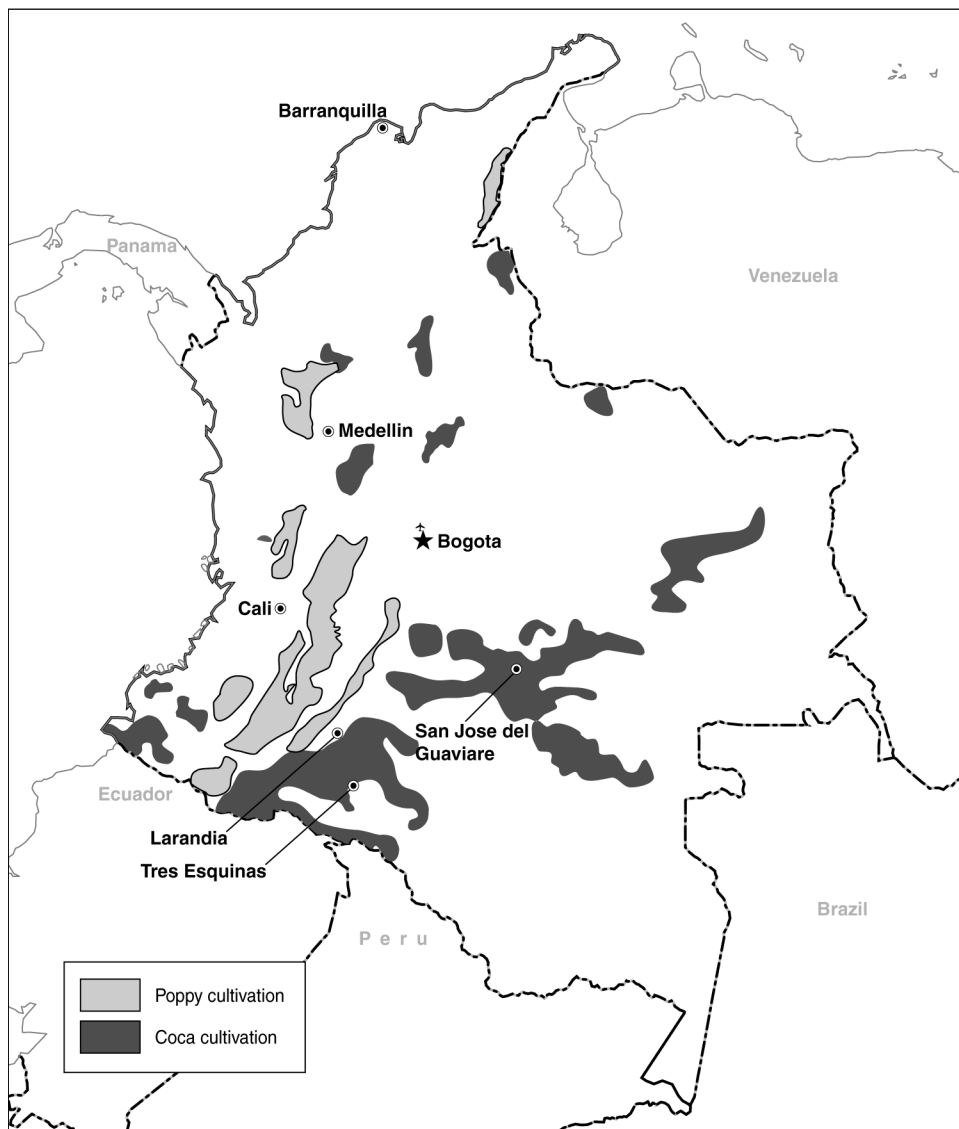 Barranquilla
Panama
Venezuela
Medellin
Bogota
Cali
San Jose del
Guaviare
Ecuador
Larandia
Tres Esquinas
Brazil
Peru
Poppy cultivation
Coca cultivation